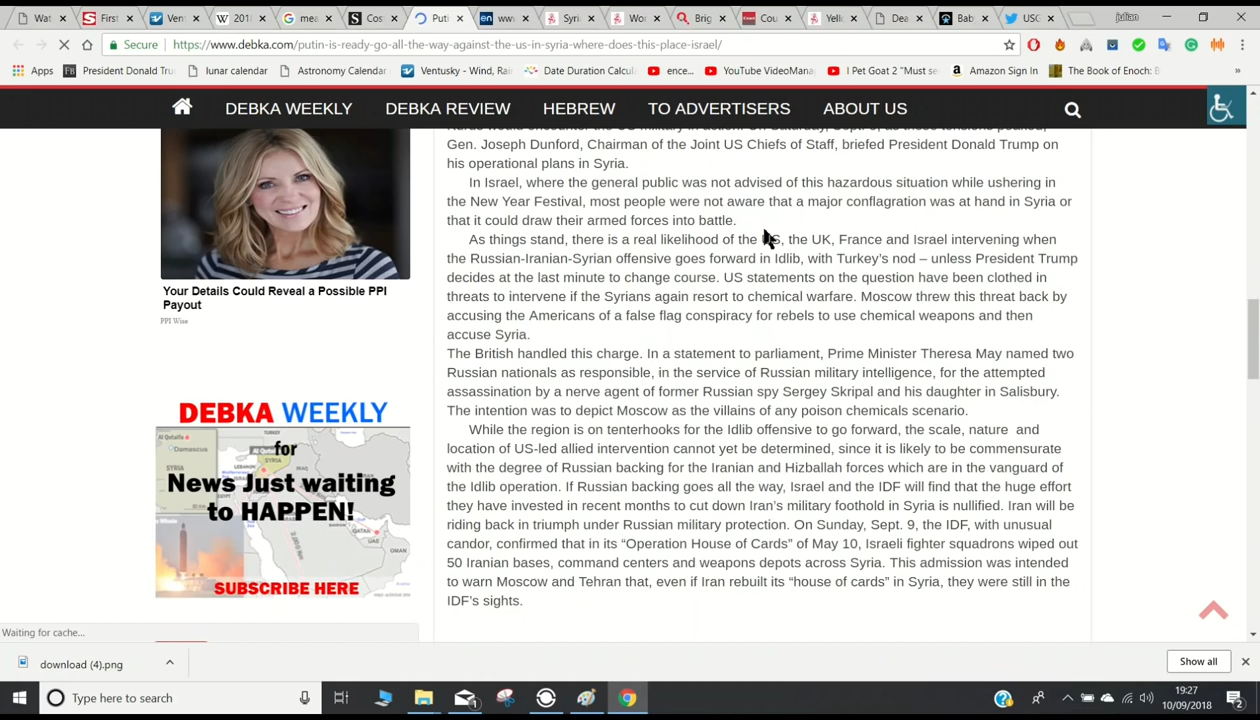 Wat
First
Vent
2018
mea
Cos
Puti
www
Syri
Wor
Brig
Cou
Yell
Dea
Bab
USG
julian
Secure
https://www.debka.com/putin-is-ready-go-all-the-way-against-the-us-in-syria-where-does-this-place-israel/
Apps
President Donald Tru
lunar calendar
Astronomy Calendar
Ventusky - Wind, Rain
Date Duration Calcul
ence...
YouTube VideoManag
I Pet Goat 2 "Must se
Amazon Sign In
The Book of Enoch: B
DEBKA WEEKLY
DEBKA REVIEW
HEBREW
TO ADVERTISERS
ABOUT US
Gen. Joseph Dunford, Chairman of the Joint US Chiefs of Staff, briefed President Donald Trump on
his operational plans in Syria.
In Israel, where the general public was not advised of this hazardous situation while ushering in
the New Year Festival, most people were not aware that a major conflagration was at hand in Syria or
that it could draw their armed forces into battle.
As things stand, there is a real likelihood of the US, the UK, France and Israel intervening when
the Russian-Iranian-Syrian offensive goes forward in Idlib, with Turkey's nod – unless President Trump
decides at the last minute to change course. US statements on the question have been clothed in
threats to intervene if the Syrians again resort to chemical warfare. Moscow threw this threat back by
accusing the Americans of a false flag conspiracy for rebels to use chemical weapons and then
accuse Syria.
The British handled this charge. In a statement to parliament, Prime Minister Theresa May named two
Russian nationals as responsible, in the service of Russian military intelligence, for the attempted
assassination by a nerve agent of former Russian spy Sergey Skripal and his daughter in Salisbury.
The intention was to depict Moscow as the villains of any poison chemicals scenario.
While the region is on tenterhooks for the Idlib offensive to go forward, the scale, nature and
location of US-led allied intervention cannot yet be determined, since it is likely to be commensurate
with the degree of Russian backing for the Iranian and Hizballah forces which are in the vanguard of
the Idlib operation. If Russian backing goes all the way, Israel and the IDF will find that the huge effort
they have invested in recent months to cut down Iran's military foothold in Syria is nullified. Iran will be
riding back in triumph under Russian military protection. On Sunday, Sept. 9, the IDF, with unusual
candor, confirmed that in its “Operation House of Cards” of May 10, Israeli fighter squadrons wiped out
50 Iranian bases, command centers and weapons depots across Syria. This admission was intended
to warn Moscow and Tehran that, even if Iran rebuilt its “house of cards” in Syria, they were still in the
IDF's sights.
Your Details Could Reveal a Possible PPI
Payout
PPI Wise
DEBKA WEEKLY
for
News Just waiting
to HAPPEN!
SUBSCRIBE HERE
Waiting for cache...
download (4).png
Show all
Type here to search
19:27
10/09/2018